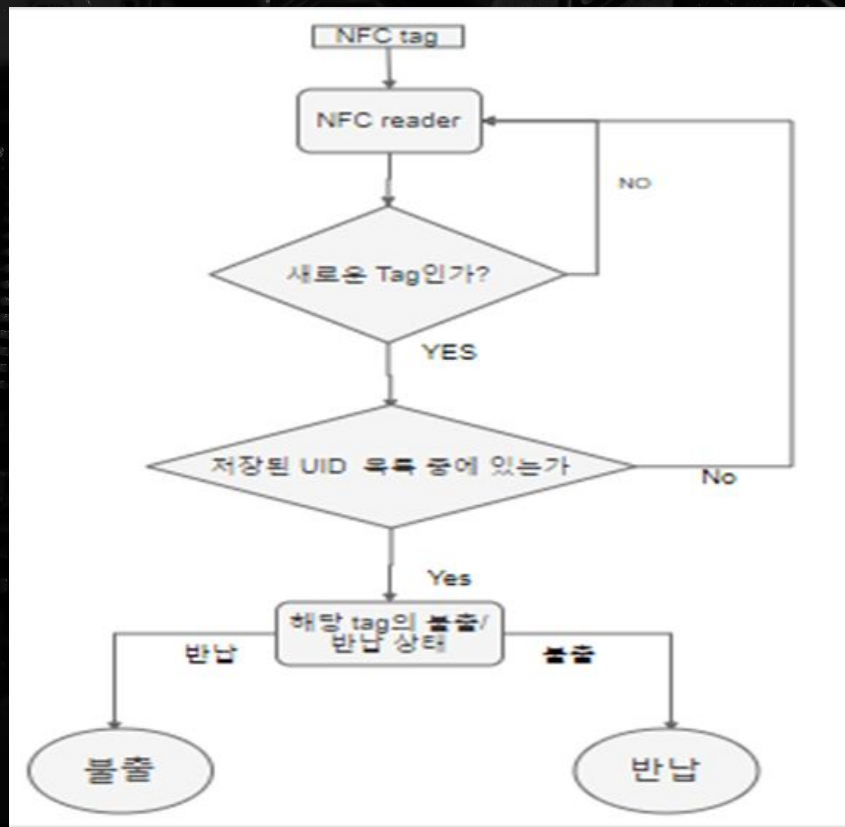 NFC tag
NFC reader
NO
새로운 Tag인가?
YES
저장된 UID 목록 중에 있는가
No
Yes
해당 tag의 불출/
반납 상태
반납
불출
불출
반납